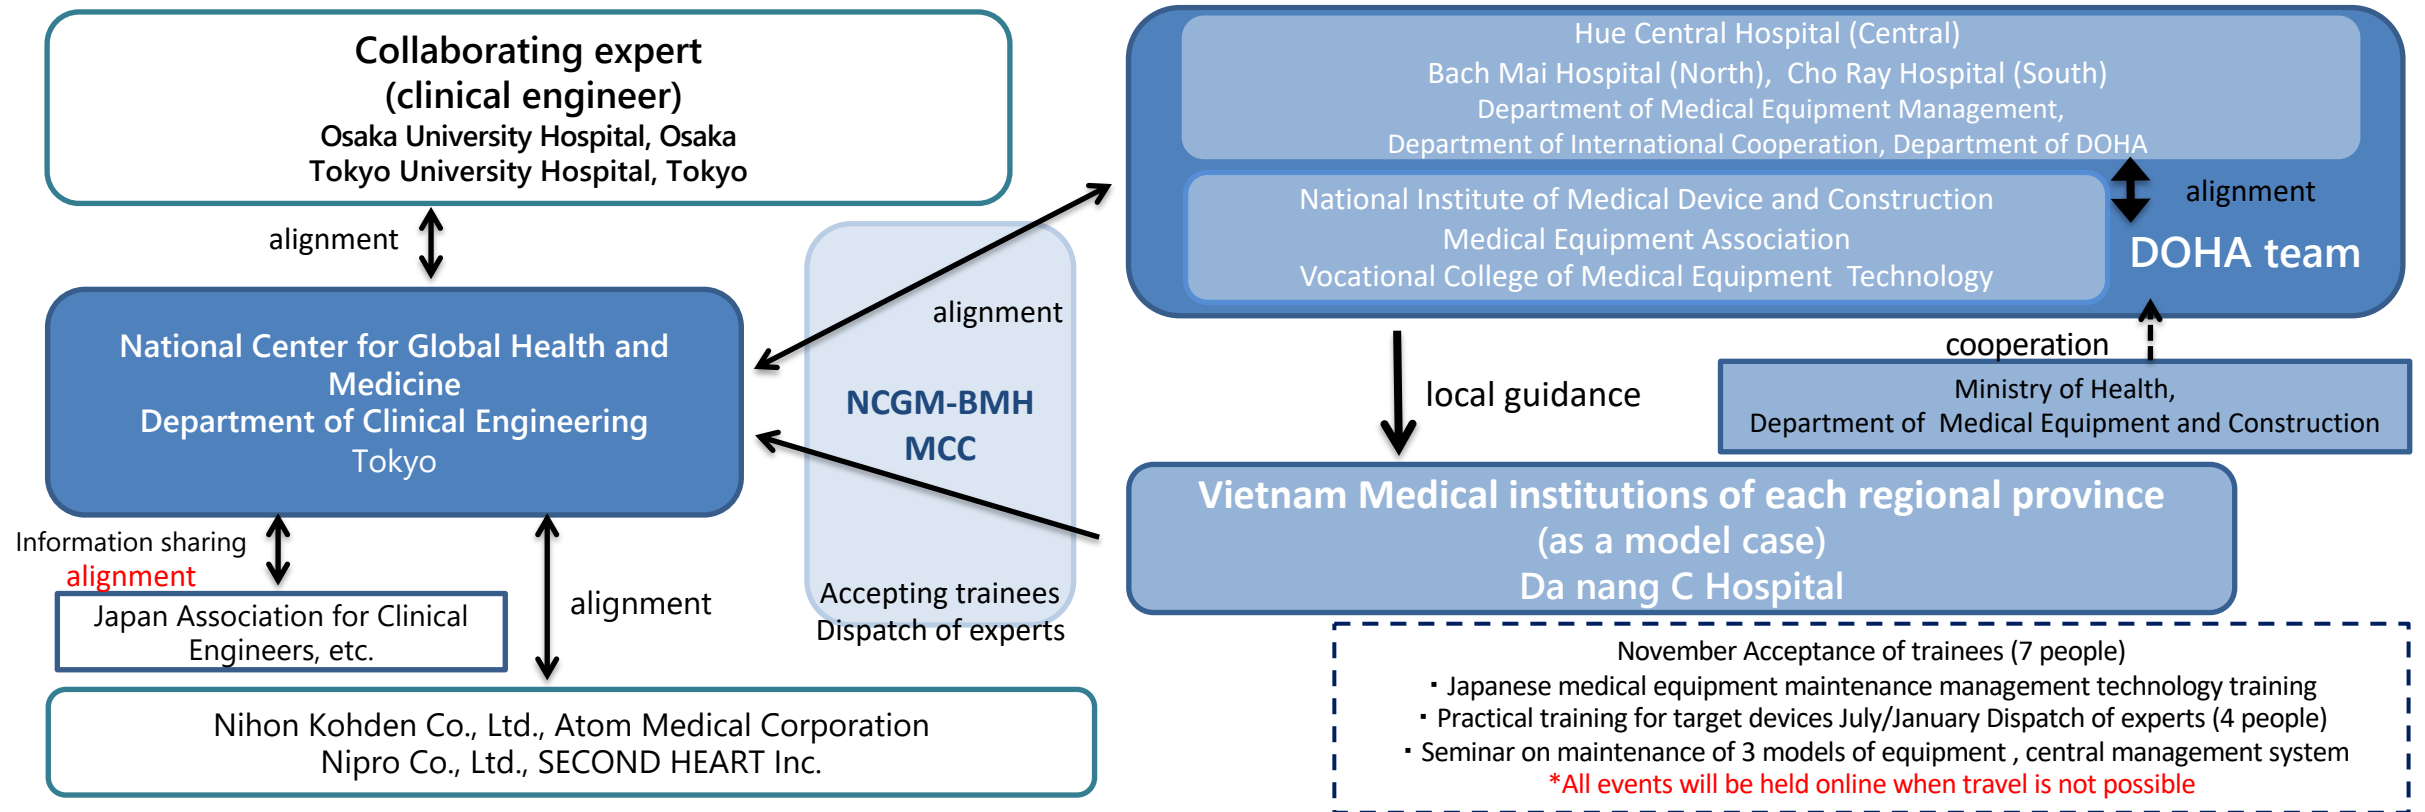 Collaborating expert
(clinical engineer)
Osaka University Hospital, Osaka
Tokyo University Hospital, Tokyo
alignment
National Center for Global Health and
Medicine
Department of Clinical Engineering
Tokyo
Information sharing
alignment
Japan Association for Clinical
Engineers, etc.
alignment
Nihon Kohden Co., Ltd., Atom Medical Corporation
Nipro Co., Ltd., SECOND HEART Inc.
alignment
NCGM-BMH
MCC
Accepting trainees
Dispatch of experts
Hue Central Hospital (Central)
Bach Mai Hospital (North), Cho Ray Hospital (South)
Department of Medical Equipment Management,
Department of International Cooperation, Department of DOHA
alignment
National Institute of Medical Device and Construction
Medical Equipment Association
Vocational College of Medical Equipment Technology
DOHA team
cooperation
Ministry of Health,
Department of Medical Equipment and Construction
local guidance
Vietnam Medical institutions of each regional province
(as a model case)
Da nang C Hospital
November Acceptance of trainees (7 people)
・Japanese medical equipment maintenance management technology training
・Practical training for target devices July/January Dispatch of experts (4 people)
・Seminar on maintenance of 3 models of equipment , central management system
*All events will be held online when travel is not possible